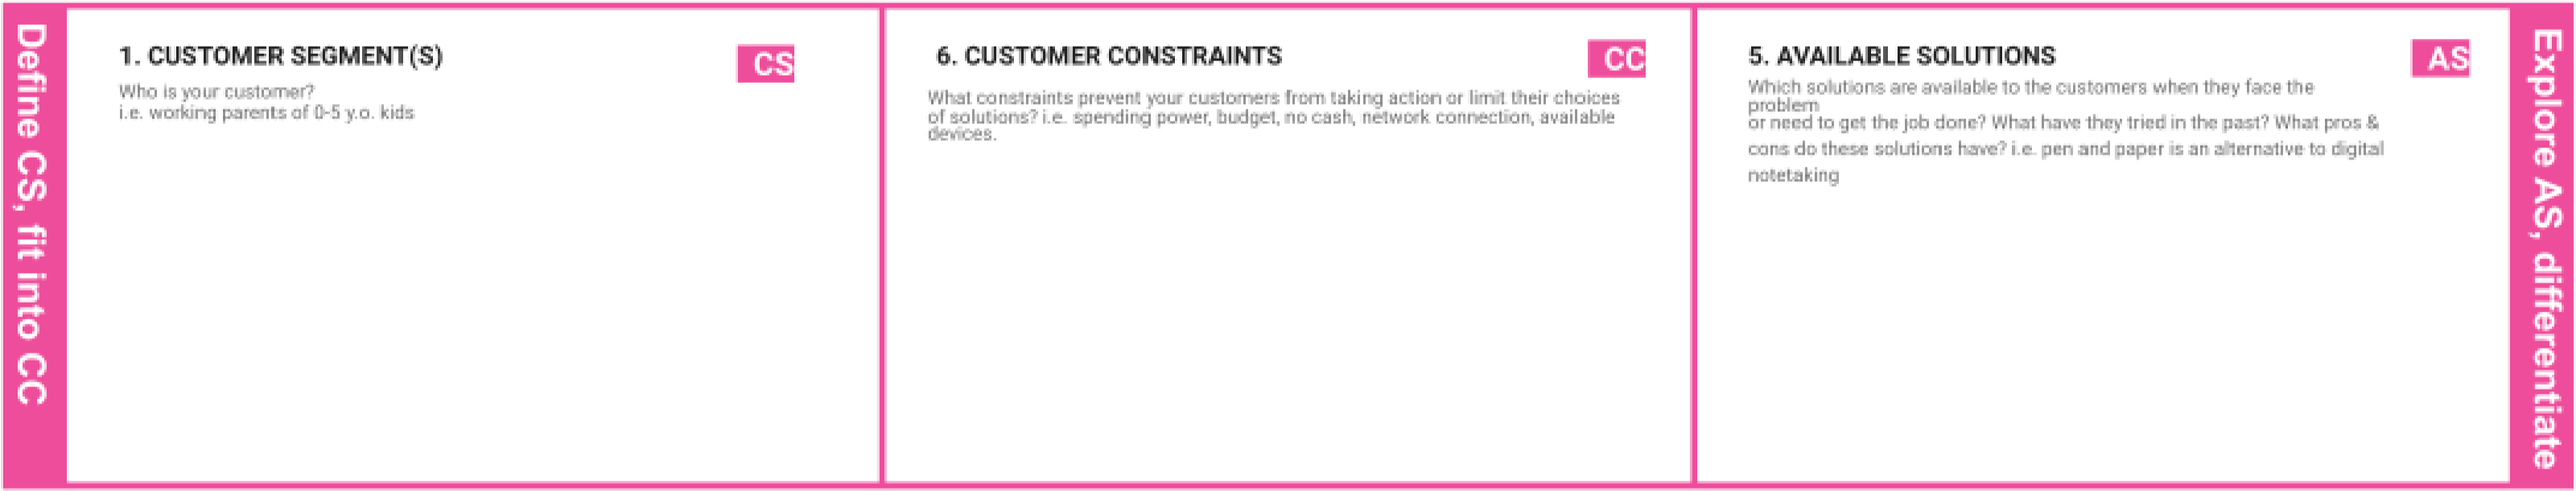 Define CS, fit into CC
1. CUSTOMER SEGMENT(S)
CS
Who is your customer?
i.e. working parents of 0-5 y.o. kids
6. CUSTOMER CONSTRAINTS
CC
What constraints prevent your customers from taking action or limit their choices
of solutions? i.e. spending power, budget, no cash, network connection, available
devices.
5. AVAILABLE SOLUTIONS
AS
Which solutions are available to the customers when they face the
problem
or need to get the job done? What have they tried in the past? What pros &
cons do these solutions have? i.e. pen and paper is an alternative to digital
notetaking
Explore AS, differentiate